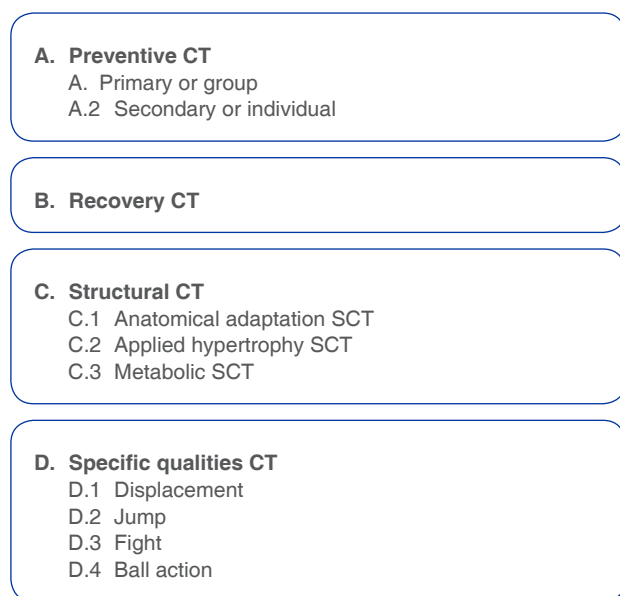 A. Preventive CT
A. Primary or group
A.2 Secondary or individual
B. Recovery CT
C. Structural CT
C.1 Anatomical adaptation SCT
C.2 Applied hypertrophy SCT
C.3 Metabolic SCT
D. Specific qualities CT
D.1 Displacement
D.2 Jump
D.3 Fight
D.4 Ball action